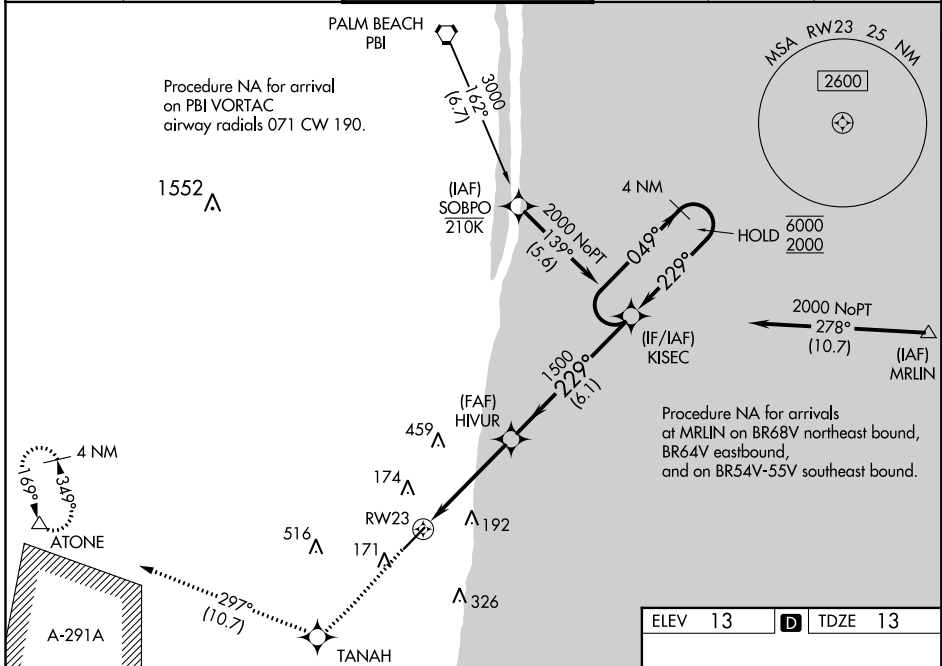 PALM BEACH
PBI
Procedure NA for arrival
on PBI VORTAC
airway radials 071 CW 190.
3000
162°
(6.7)
MSA RW23 25 NM
2600
1552
(IAF)
SOBPO
210K
2000 NoPT
139°
(5.6)
4 NM
049°
229°
HOLD
6000
2000
(IF/IAF)
KISEC
2000 NoPT
278°
(10.7)
(IAF)
MRLIN
1500
229°
(6.1)
(FAF)
HIVUR
Procedure NA for arrivals
at MRLIN on BR68V northeast bound,
BR64V eastbound,
and on BR54V-55V southeast bound.
459
174
4 NM
169°
349°
ATONE
RW23
192
516
171
326
297°
(10.7)
A-291A
TANAH
ELEV 13 D TDZE 13